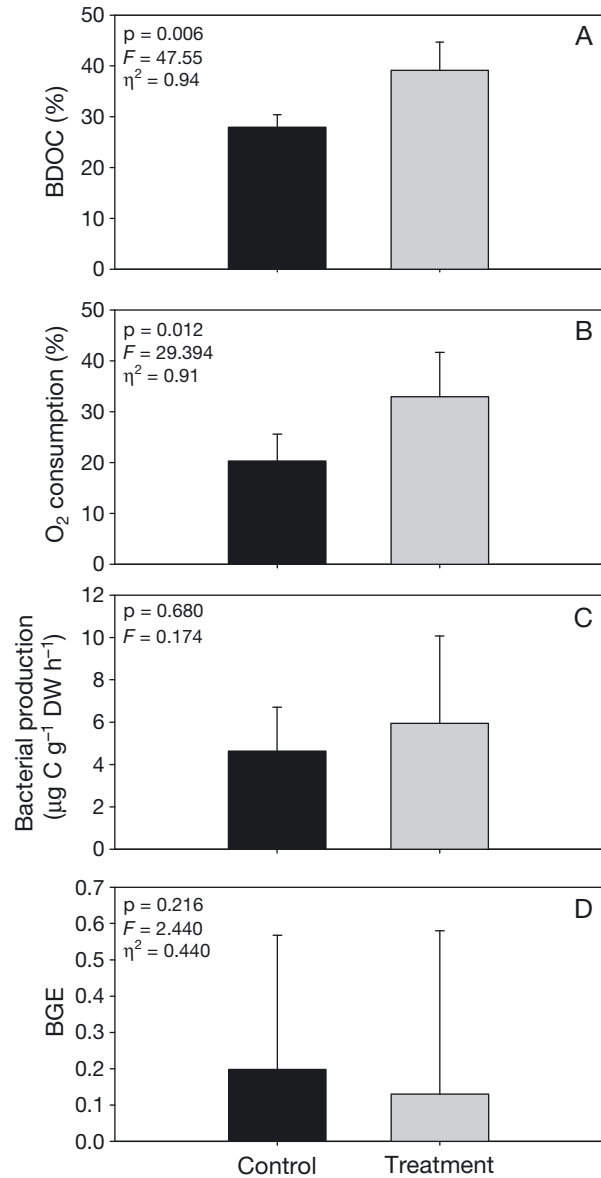 A
p = 0.006
F = 47.55
η² = 0.94
BDOC (%)
50
40
30
20
10
0
B
p = 0.012
F = 29.394
η² = 0.91
O₂ consumption (%)
50
40
30
20
10
0
C
p = 0.680
F = 0.174
Bacterial production
(µg C g⁻¹ DW h⁻¹)
12
10
8
6
4
2
0
D
p = 0.216
F = 2.440
η² = 0.440
BGE
0.7
0.6
0.5
0.4
0.3
0.2
0.1
0.0
Control Treatment